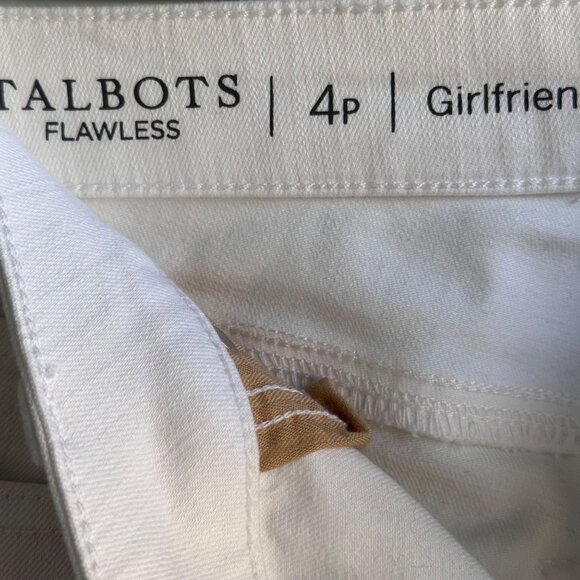 TALBOTS
FLAWLESS
| 4P |
Girlfrien